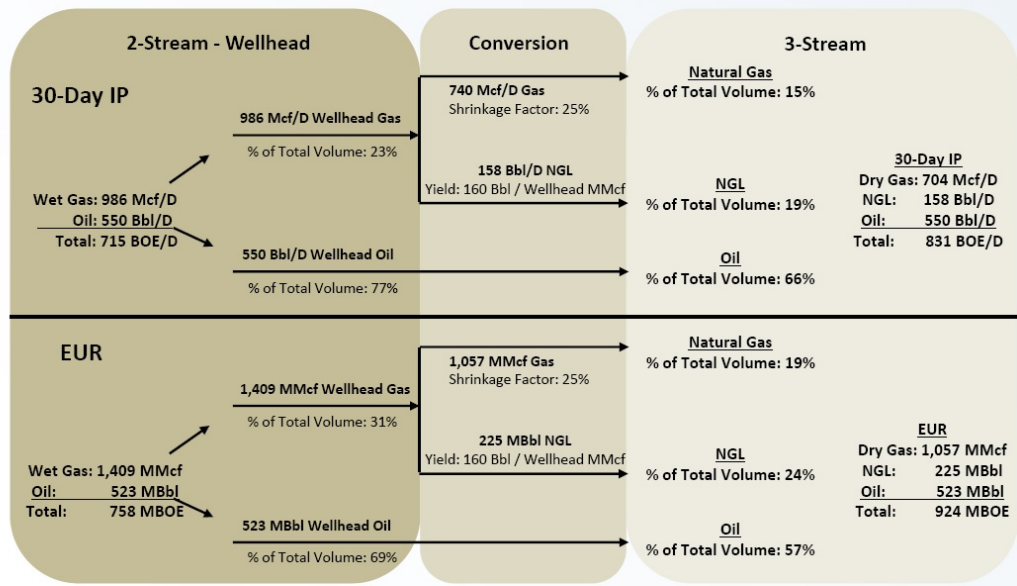 2-Stream - Wellhead
Conversion
3-Stream
30-Day IP
Wet Gas: 986 Mcf/D
Oil: 550 Bbl/D
Total: 715 BOE/D
986 Mcf/D Wellhead Gas
% of Total Volume: 23%
550 Bbl/D Wellhead Oil
% of Total Volume: 77%
740 Mcf/D Gas
Shrinkage Factor: 25%
158 Bbl/D NGL
Yield: 160 Bbl / Wellhead MMcf
Natural Gas
% of Total Volume: 15%
NGL
% of Total Volume: 19%
Oil
% of Total Volume: 66%
30-Day IP
Dry Gas: 704 Mcf/D
NGL: 158 Bbl/D
Oil: 550 Bbl/D
Total: 831 BOE/D
EUR
Wet Gas: 1,409 MMcf
Oil: 523 MBbl
Total: 758 MBOE
1,409 MMcf Wellhead Gas
% of Total Volume: 31%
523 MBbl Wellhead Oil
% of Total Volume: 69%
1,057 MMcf Gas
Shrinkage Factor: 25%
225 MBbl NGL
Yield: 160 Bbl / Wellhead MMcf
Natural Gas
% of Total Volume: 19%
NGL
% of Total Volume: 24%
Oil
% of Total Volume: 57%
EUR
Dry Gas: 1,057 MMcf
NGL: 225 MBbl
Oil: 523 MBbl
Total: 924 MBOE